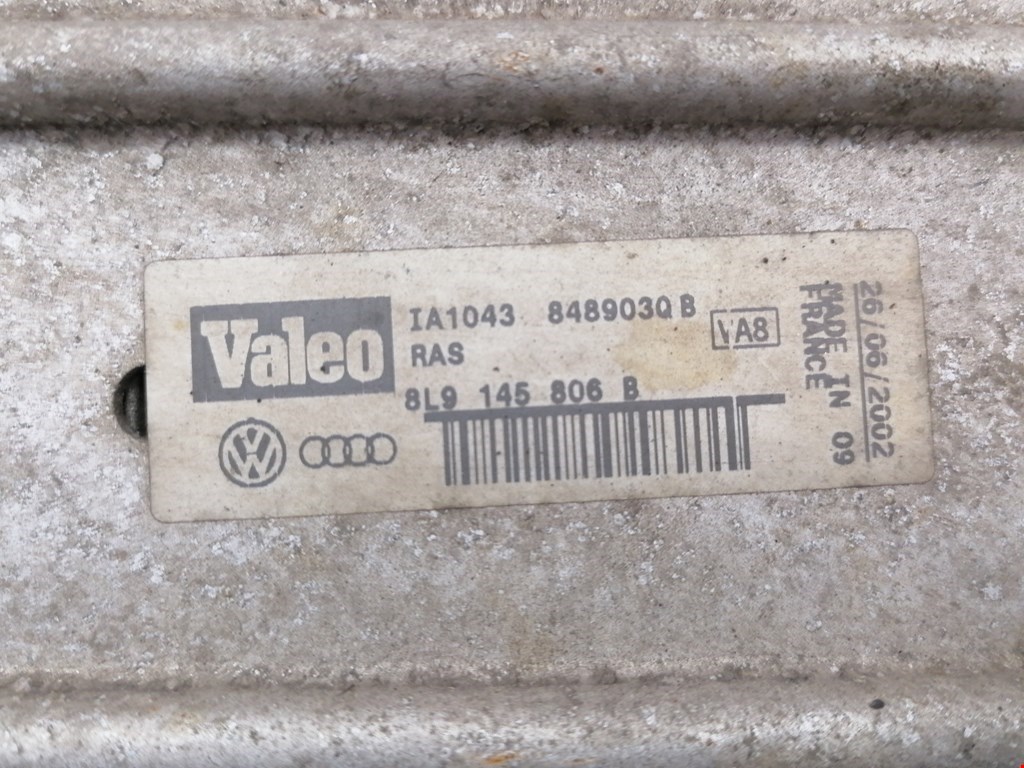 Valeo
IA1043 848903Q B
RAS
8L9 145 806 B
VA8
26/06/2002
MADE IN 09
FRANCE